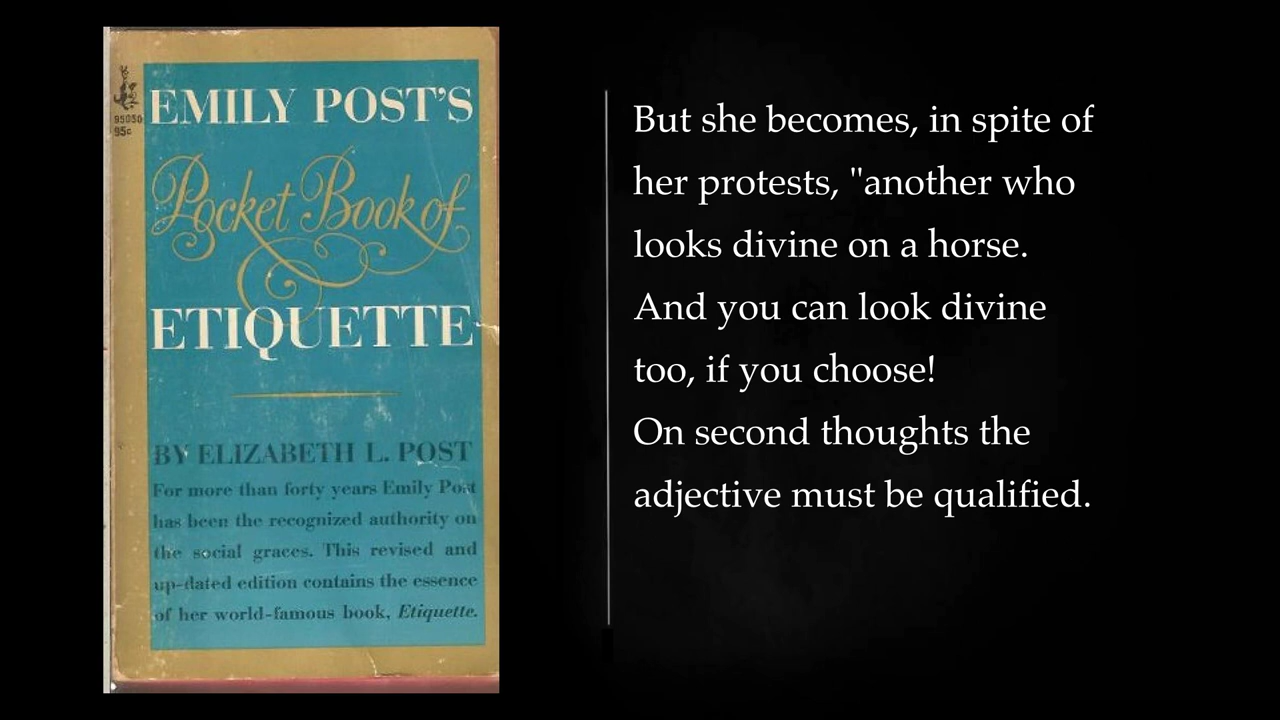 95050
95c
EMILY POST'S
Pocket Book of
ETIQUETTE
BY ELIZABETH L. POST
For more than forty years Emily Post
has been the recognized authority on
the social graces. This revised and
up-dated edition contains the essence
of her world-famous book, Etiquette.
But she becomes, in spite of
her protests, "another who
looks divine on a horse.
And you can look divine
too, if you choose!
On second thoughts the
adjective must be qualified.